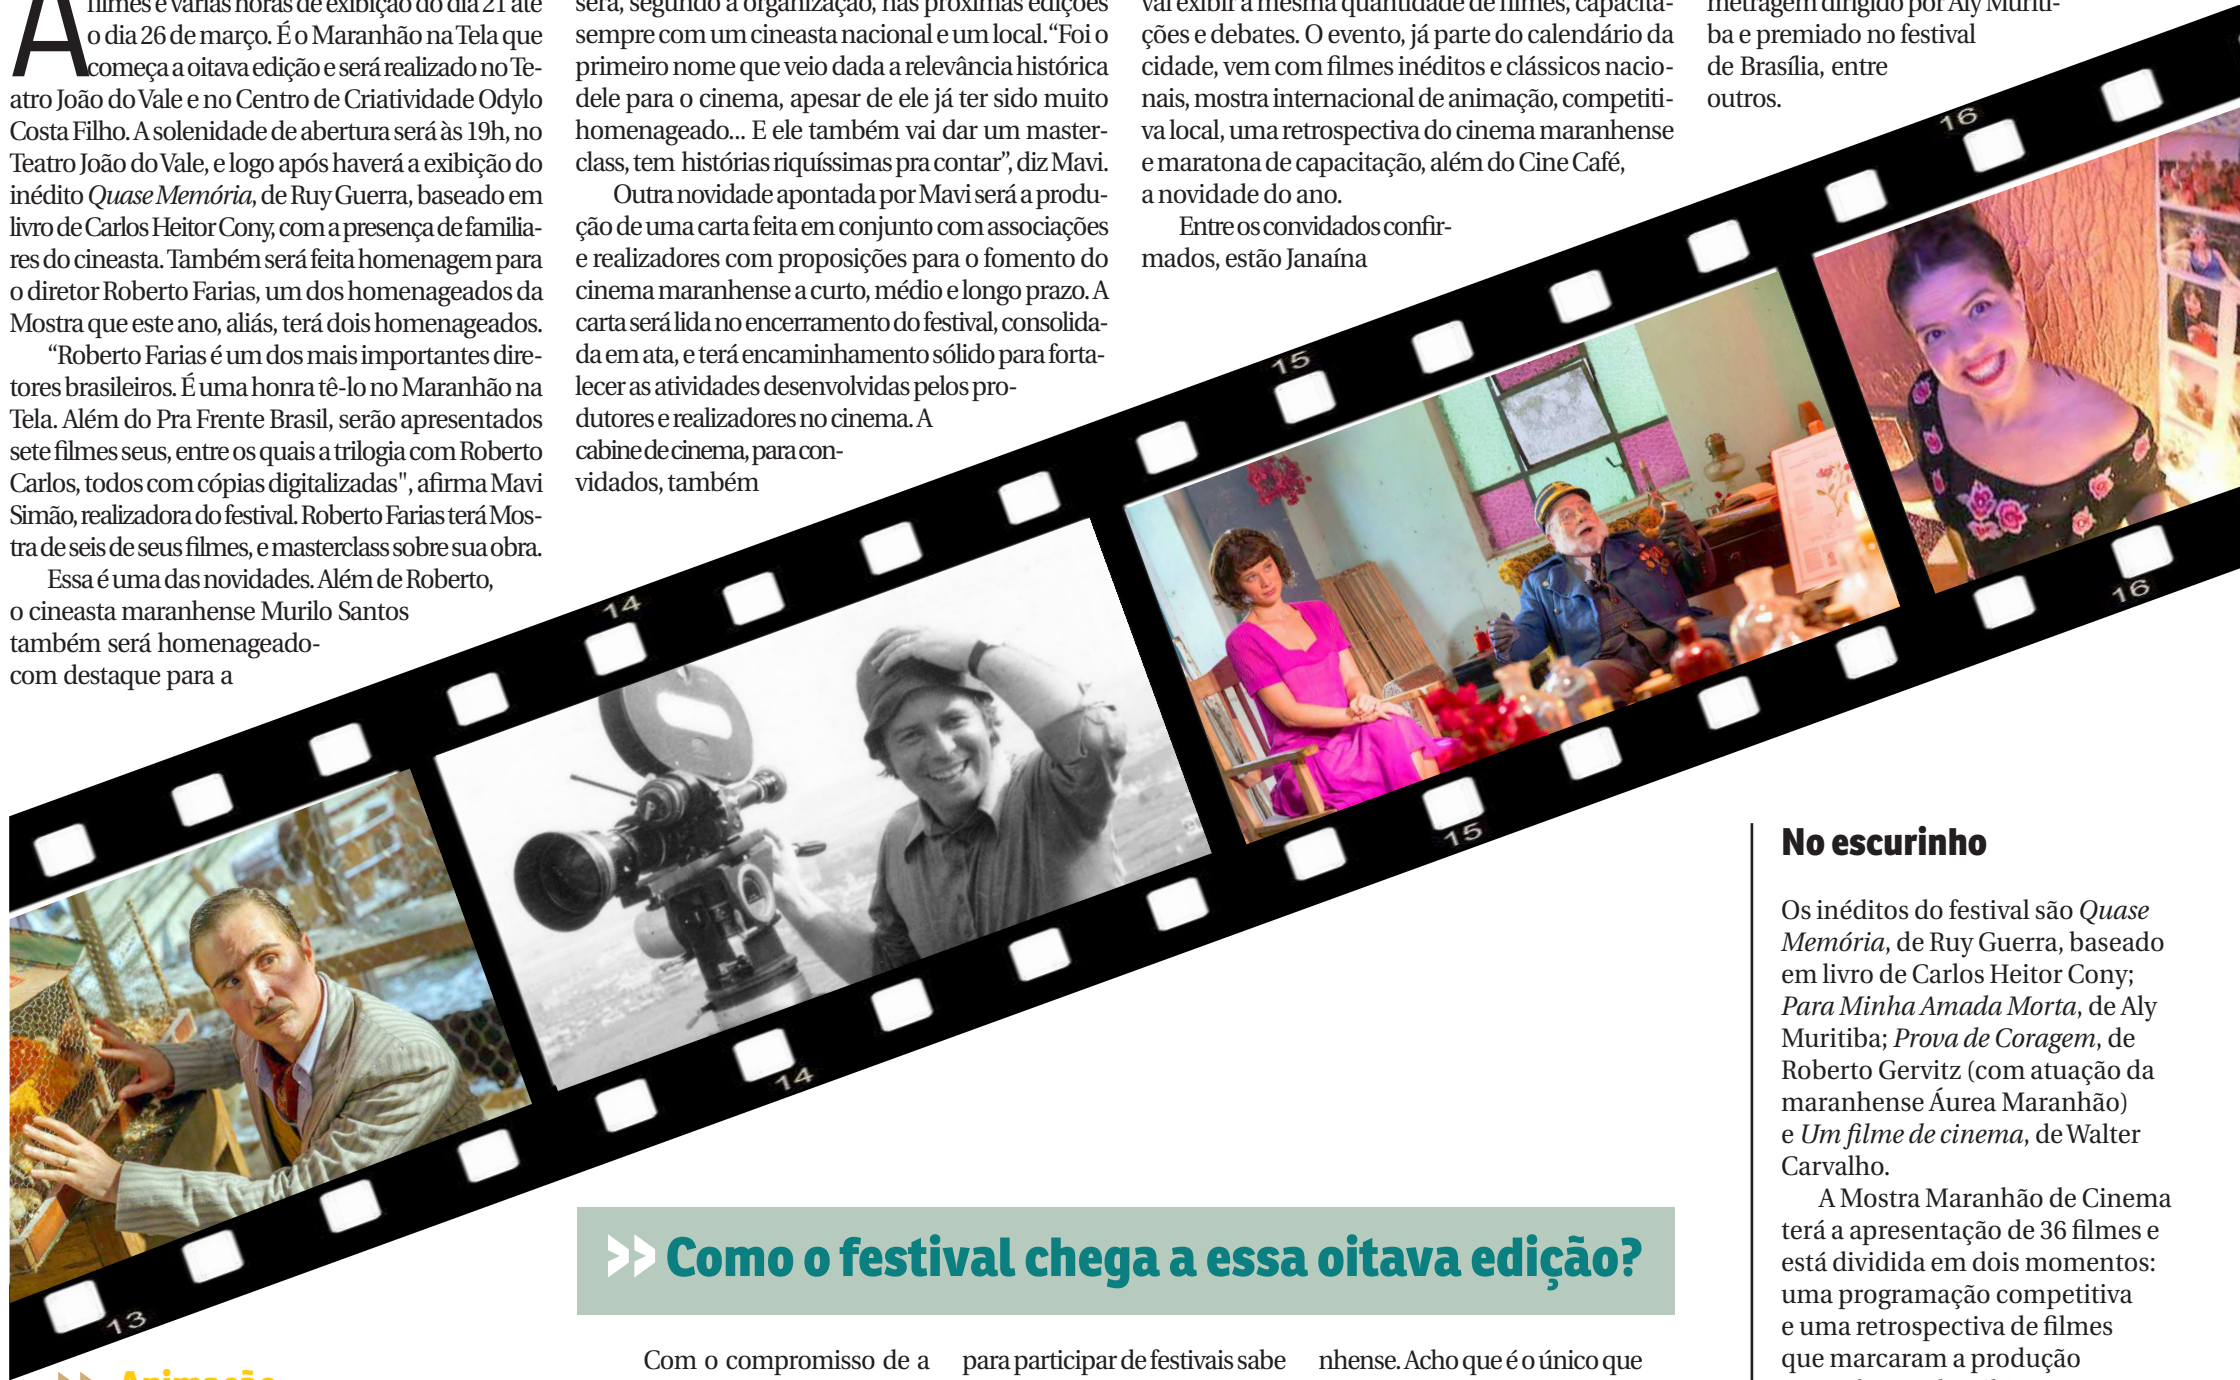 A filmes e várias horas de exibição do dia 21 até
o dia 26 de março. É o Maranhão na Tela que
começa a oitava edição e será realizado no Te-
atro João do Vale e no Centro de Criatividade Odylo
Costa Filho. A solenidade de abertura será às 19h, no
Teatro João do Vale, e logo após haverá a exibição do
inédito Quase Memória, de Ruy Guerra, baseado em
livro de Carlos Heitor Cony, com a presença de familia-
res do cineasta. Também será feita homenagem para
o diretor Roberto Farias, um dos homenageados da
Mostra que este ano, aliás, terá dois homenageados.
“Roberto Farias é um dos mais importantes dire-
tores brasileiros. É uma honra tê-lo no Maranhão na
Tela. Além do Pra Frente Brasil, serão apresentados
sete filmes seus, entre os quais a trilogia com Roberto
Carlos, todos com cópias digitalizadas", afirma Mavi
Simão, realizadora do festival. Roberto Farias terá Mos-
tra de seis de seus filmes, e masterclass sobre sua obra.
Essa é uma das novidades. Além de Roberto,
o cineasta maranhense Murilo Santos
também será homenageado-
com destaque para a
será, segundo a organização, nas próximas edições
sempre com um cineasta nacional e um local. “Foi o
primeiro nome que veio dada a relevância histórica
dele para o cinema, apesar de ele já ter sido muito
homenageado... E ele também vai dar um master-
class, tem histórias riquíssimas pra contar”, diz Mavi.
Outra novidade apontada por Mavi será a produ-
ção de uma carta feita em conjunto com associações
e realizadores com proposições para o fomento do
cinema maranhense a curto, médio e longo prazo. A
carta será lida no encerramento do festival, consolida-
da em ata, e terá encaminhamento sólido para forta-
lecer as atividades desenvolvidas pelos pro-
dutores e realizadores no cinema. A
cabine de cinema, para con-
vidados, também
vai exibir a mesma quantidade de filmes, capacita-
ções e debates. O evento, já parte do calendário da
cidade, vem com filmes inéditos e clássicos nacio-
nais, mostra internacional de animação, competiti-
va local, uma retrospectiva do cinema maranhense
e maratona de capacitação, além do Cine Café,
a novidade do ano.
Entre os convidados confir-
mados, estão Janaína
metragem dirigido por Aly Muriti-
ba e premiado no festival
de Brasília, entre
outros.
16
15
14
16
15
14
13
No escurinho
Os inéditos do festival são Quase
Memória, de Ruy Guerra, baseado
em livro de Carlos Heitor Cony;
Para Minha Amada Morta, de Aly
Muritiba; Prova de Coragem, de
Roberto Gervitz (com atuação da
maranhense Áurea Maranhão)
e Um filme de cinema, de Walter
Carvalho.
A Mostra Maranhão de Cinema
terá a apresentação de 36 filmes e
está dividida em dois momentos:
uma programação competitiva
e uma retrospectiva de filmes
que marcaram a produção
>> Como o festival chega a essa oitava edição?
Com o compromisso de a
para participar de festivais sabe
nhense. Acho que é o único que
>> Animação